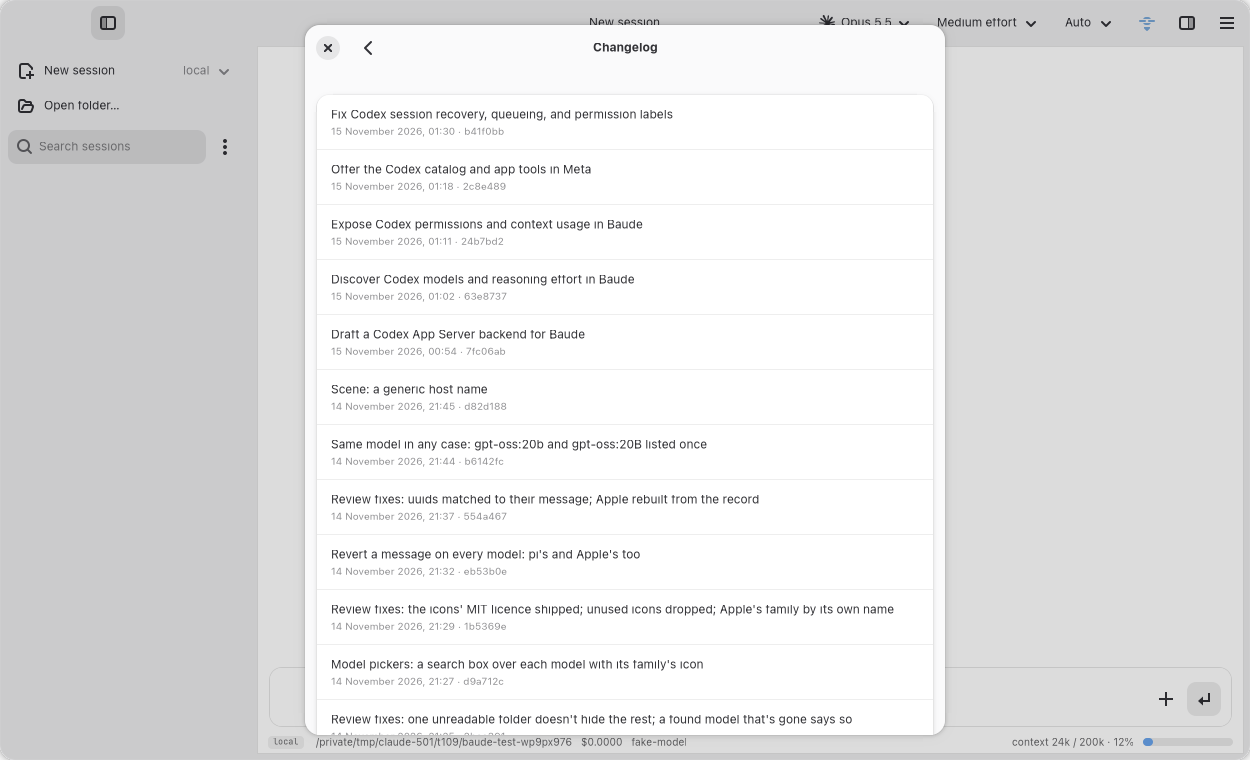 New session
Opus 5.5
Medium effort
Auto
New session
local
Open folder...
Search sessions
Changelog
Fix Codex session recovery, queueing, and permission labels
15 November 2026, 01:30 · b41f0bb
Offer the Codex catalog and app tools in Meta
15 November 2026, 01:18 · 2c8e489
Expose Codex permissions and context usage in Baude
15 November 2026, 01:11 · 24b7bd2
Discover Codex models and reasoning effort in Baude
15 November 2026, 01:02 · 63e8737
Draft a Codex App Server backend for Baude
15 November 2026, 00:54 · 7fc06ab
Scene: a generic host name
14 November 2026, 21:45 · d82d188
Same model in any case: gpt-oss:20b and gpt-oss:20B listed once
14 November 2026, 21:44 · b6142fc
Review fixes: uuids matched to their message; Apple rebuilt from the record
14 November 2026, 21:37 · 554a467
Revert a message on every model: pi's and Apple's too
14 November 2026, 21:32 · eb53b0e
Review fixes: the icons' MIT licence shipped; unused icons dropped; Apple's family by its own name
14 November 2026, 21:29 · 1b5369e
Model pickers: a search box over each model with its family's icon
14 November 2026, 21:27 · d9a712c
Review fixes: one unreadable folder doesn't hide the rest; a found model that's gone says so
local
/private/tmp/claude-501/t109/baude-test-wp9px976
$0.0000
fake-model
context 24k / 200k · 12%